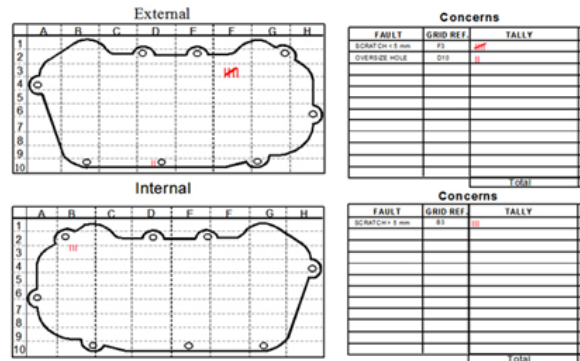 External
A B C D E F G H
1
2
3
4
5
6
7
8
9
10
Concerns
FAULT GRID REF. TALLY
SCRATCH < 5 mm F3
OVERSIZE HOLE D10
Total
Internal
A B C D E F G H
1
2
3
4
5
6
7
8
9
10
Concerns
FAULT GRID REF. TALLY
SCRATCH > 5 mm B3
Total